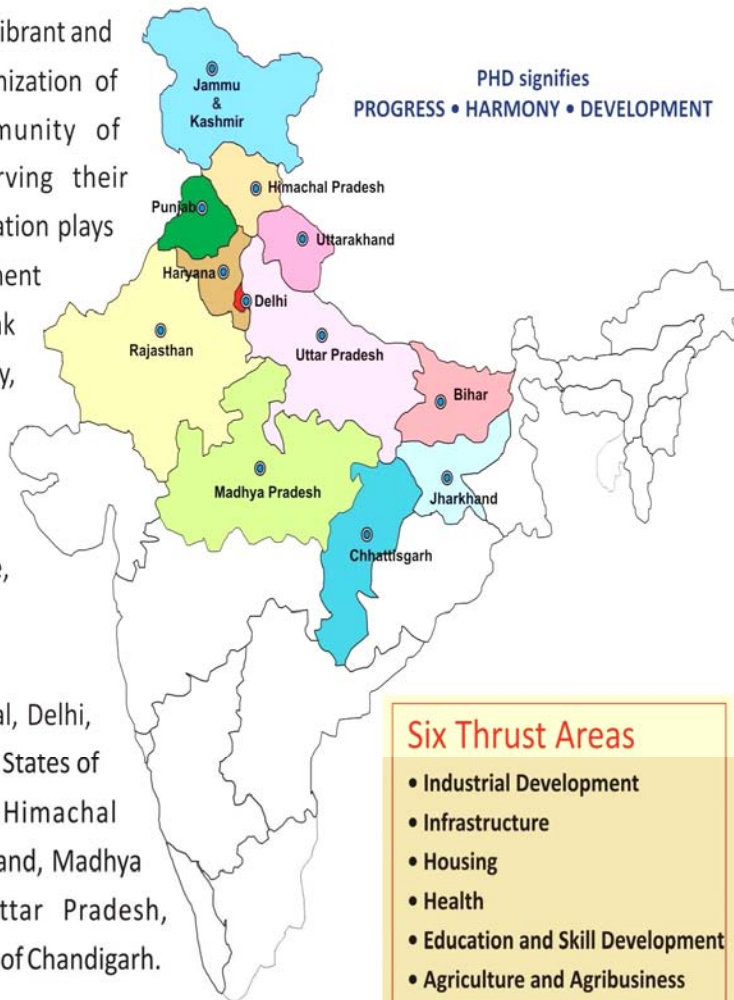 ibrant and
nization of
munity of
rving their
ation plays
ment
nk
y,
e,
al, Delhi,
States of
Himachal
and, Madhya
ttar Pradesh,
of Chandigarh.
PHD signifies
PROGRESS • HARMONY • DEVELOPMENT
Jammu
&
Kashmir
Himachal Pradesh
Punjab
Uttarakhand
Haryana
Delhi
Rajasthan
Uttar Pradesh
Bihar
Madhya Pradesh
Jharkhand
Chhattisgarh
Six Thrust Areas
• Industrial Development
• Infrastructure
• Housing
• Health
• Education and Skill Development
• Agriculture and Agribusiness